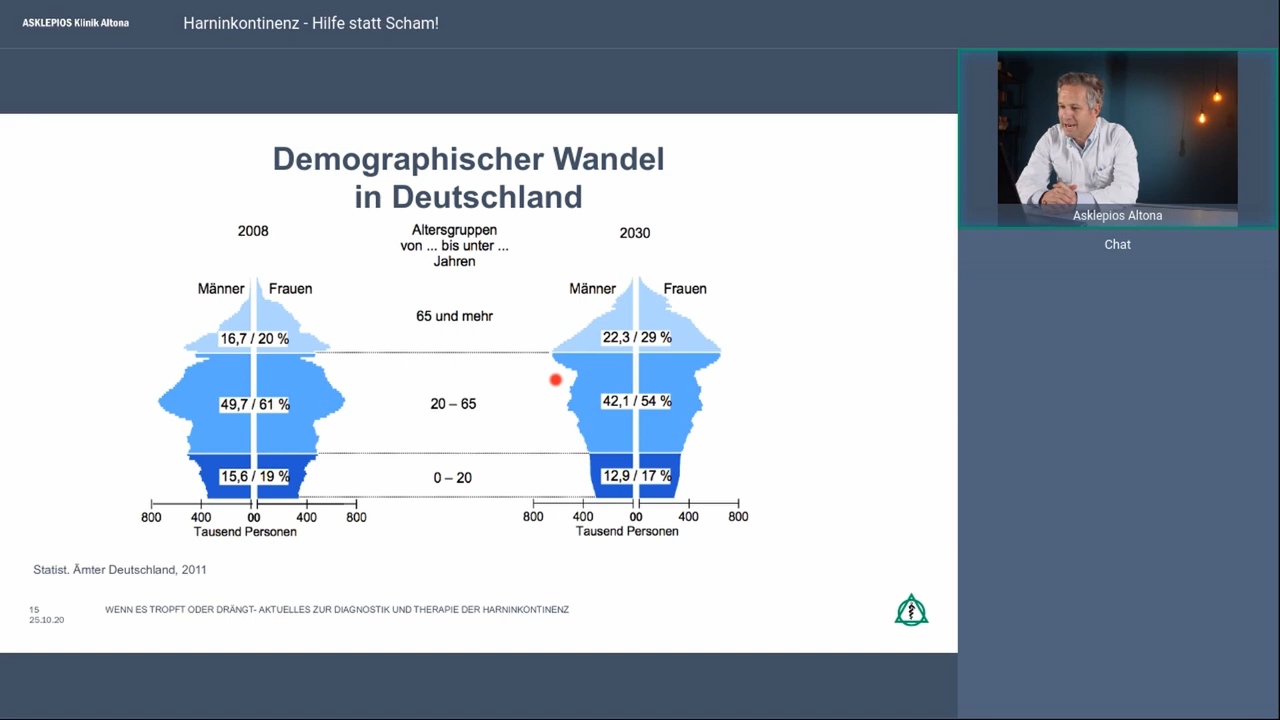 ASKLEPIOS Klinik Altona
Harninkontinenz - Hilfe statt Scham!
Demographischer Wandel
in Deutschland
2008
Altersgruppen
von ... bis unter ...
Jahren
2030
Männer Frauen
Männer Frauen
65 und mehr
16,7 / 20 %
22,3 / 29 %
49,7 / 61 %
20 – 65
42,1 / 54 %
15,6 / 19 %
0 – 20
12,9 / 17 %
800 400 00 400 800
Tausend Personen
800 400 00 400 800
Tausend Personen
Statist. Ämter Deutschland, 2011
15
25.10.20
WENN ES TROPFT ODER DRÄNGT- AKTUELLES ZUR DIAGNOSTIK UND THERAPIE DER HARNINKONTINENZ
Asklepios Altona
Chat